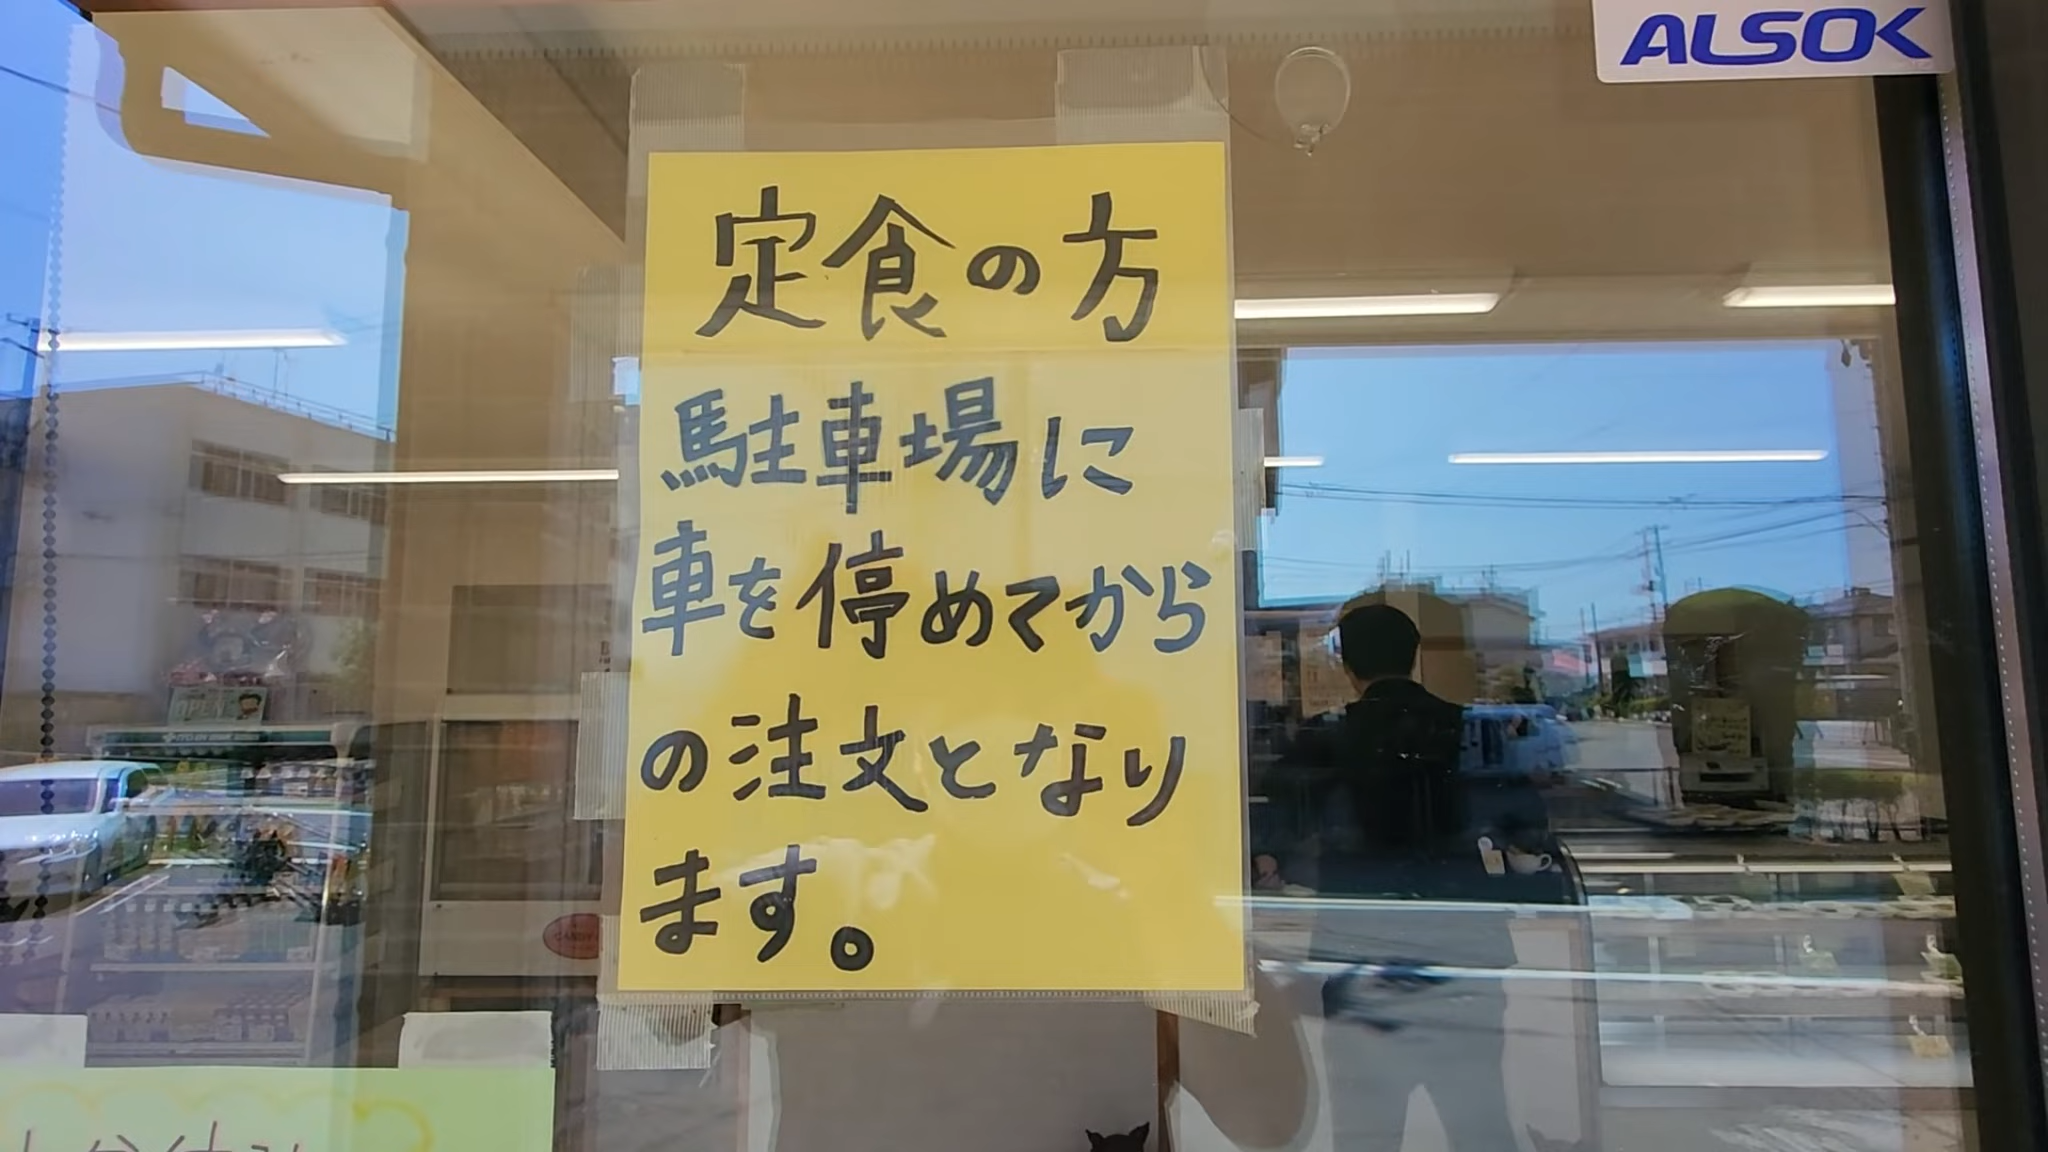 ALSOK
定食の方
駐車場に
車を停めてから
の注文となり
ます。
OPEN